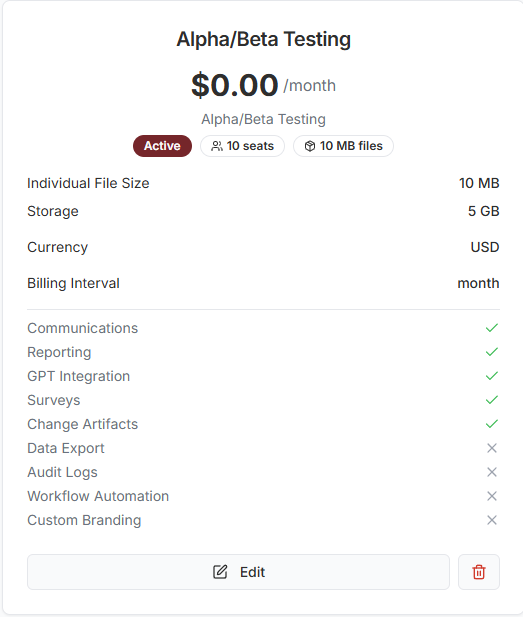 Alpha/Beta Testing
$0.00 /month
Alpha/Beta Testing
Active 10 seats 10 MB files
Individual File Size 10 MB
Storage 5 GB
Currency USD
Billing Interval month
Communications
Reporting
GPT Integration
Surveys
Change Artifacts
Data Export
Audit Logs
Workflow Automation
Custom Branding
Edit